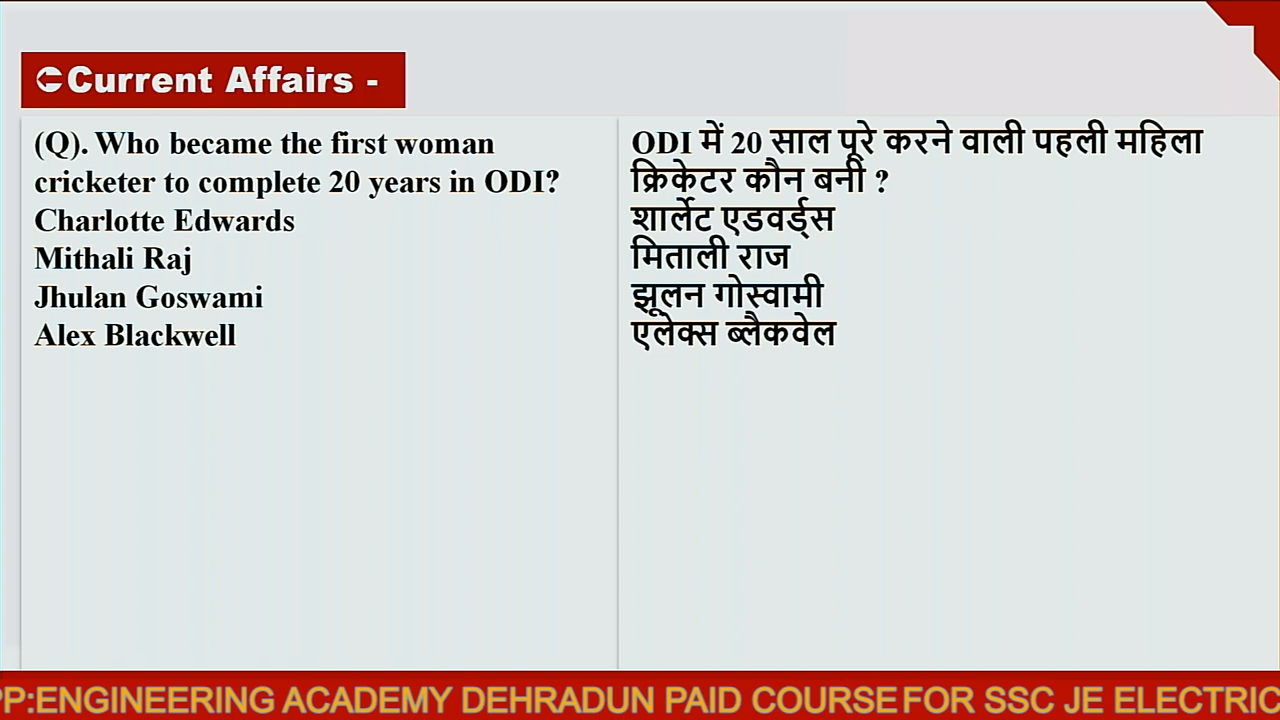 Current Affairs -
(Q). Who became the first woman
cricketer to complete 20 years in ODI?
Charlotte Edwards
Mithali Raj
Jhulan Goswami
Alex Blackwell
ODI में 20 साल पूरे करने वाली पहली महिला
क्रिकेटर कौन बनी ?
शार्लेट एडवर्ड्स
मिताली राज
झूलन गोस्वामी
एलेक्स ब्लैकवेल
PP:ENGINEERING ACADEMY DEHRADUN PAID COURSE FOR SSC JE ELECTRIC